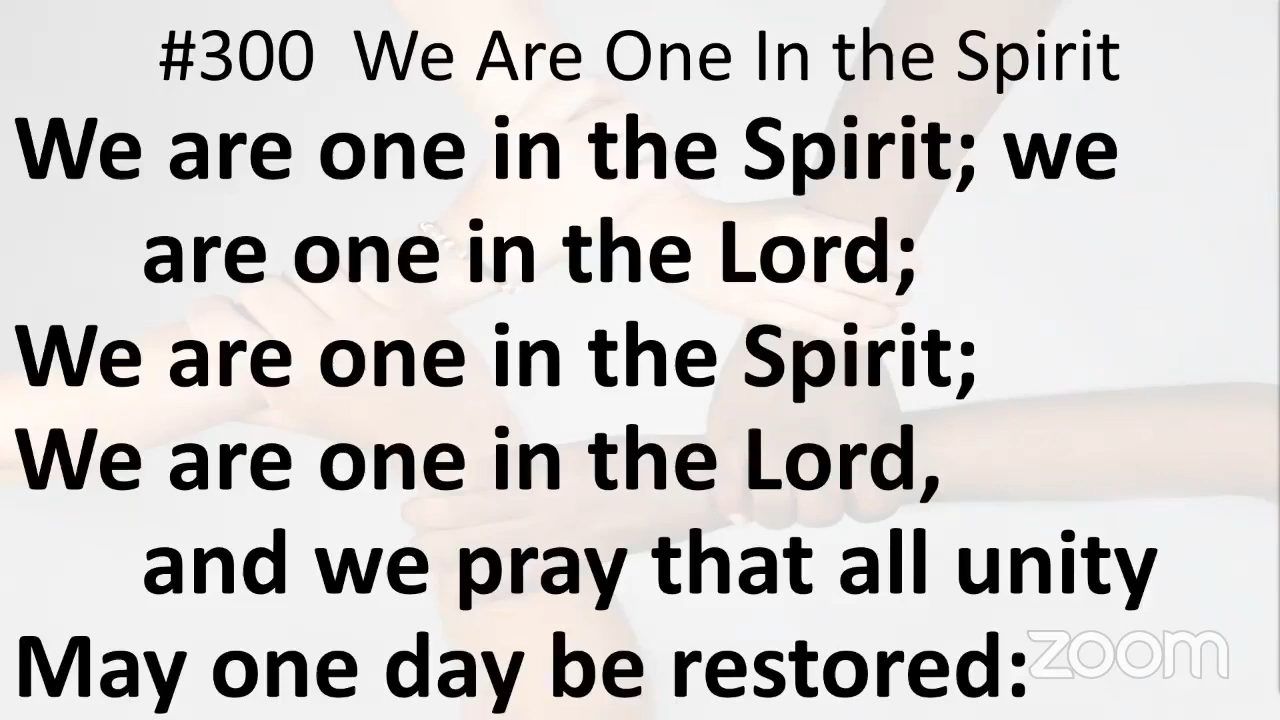 #300 We Are One In the Spirit
We are one in the Spirit; we
are one in the Lord;
We are one in the Spirit;
We are one in the Lord,
and we pray that all unity
May one day be restored:
zoom